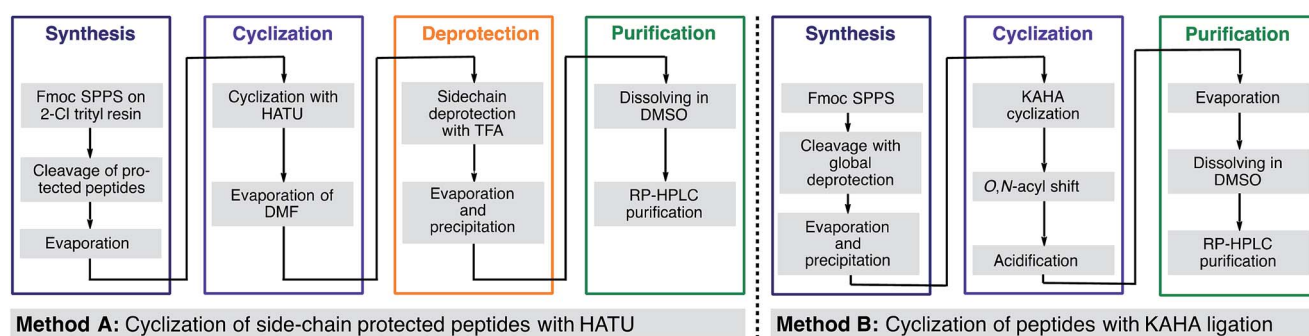 Synthesis
Fmoc SPPS on
2-Cl trityl resin
Cleavage of pro-
tected peptides
Evaporation
Cyclization
Cyclization with
HATU
Evaporation of
DMF
Deprotection
Sidechain
deprotection
with TFA
Evaporation
and
precipitation
Purification
Dissolving in
DMSO
RP-HPLC
purification
Method A: Cyclization of side-chain protected peptides with HATU
Synthesis
Fmoc SPPS
Cleavage with
global
deprotection
Evaporation
and
precipitation
Cyclization
KAHA
cyclization
O,N-acyl shift
Acidification
Purification
Evaporation
Dissolving in
DMSO
RP-HPLC
purification
Method B: Cyclization of peptides with KAHA ligation